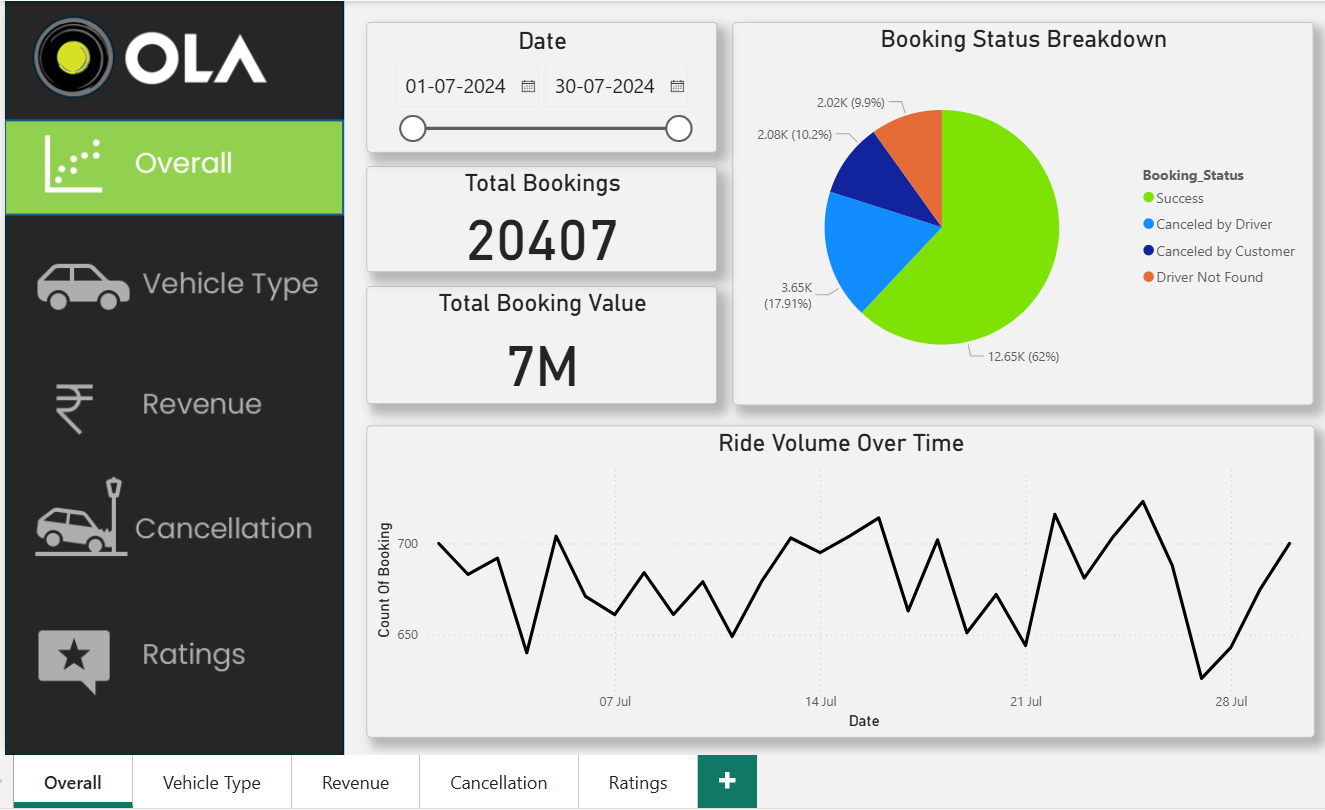 OLA
Overall
Vehicle Type
Revenue
Cancellation
Ratings
Date
01-07-2024
30-07-2024
Total Bookings
20407
Total Booking Value
7M
Booking Status Breakdown
2.02K (9.9%)
2.08K (10.2%)
3.65K
(17.91%)
12.65K (62%)
Booking_Status
Success
Canceled by Driver
Canceled by Customer
Driver Not Found
Ride Volume Over Time
Count Of Booking
700
650
07 Jul
14 Jul
21 Jul
28 Jul
Date
Overall
Vehicle Type
Revenue
Cancellation
Ratings
+